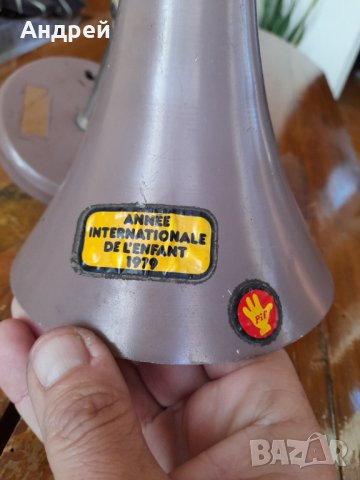 Андрей
ANNEE
INTERNATIONALE
DE L'ENFANT
1979
Pif
BAZAR